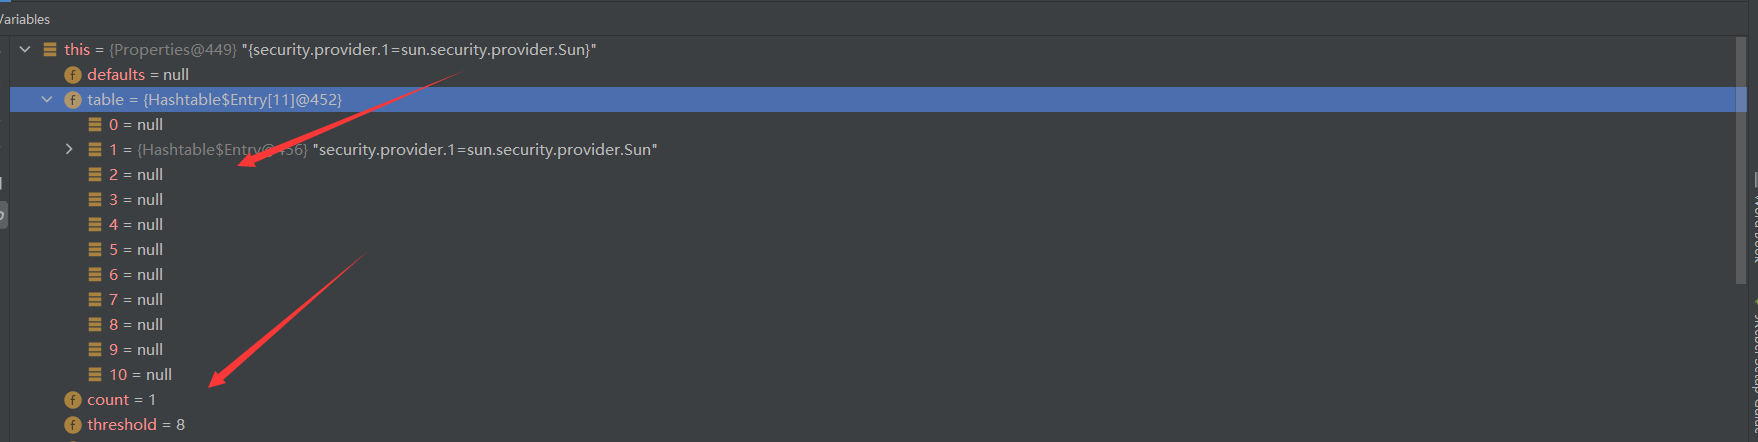 Variables
this = {Properties@449} "{security.provider.1=sun.security.provider.Sun}"
defaults = null
table = {Hashtable$Entry[11]@452}
0 = null
1 = {Hashtable$Entry@456} "security.provider.1=sun.security.provider.Sun"
2 = null
3 = null
4 = null
5 = null
6 = null
7 = null
8 = null
9 = null
10 = null
count = 1
threshold = 8